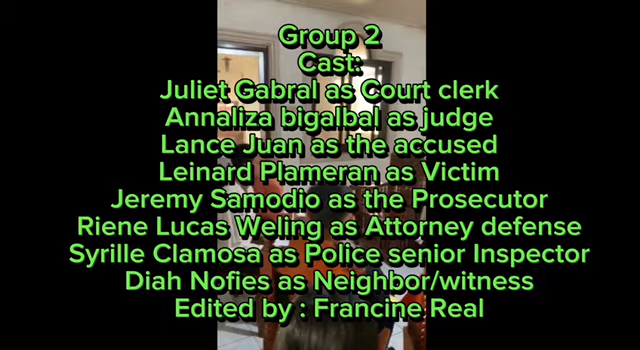 Group 2
Cast:
Juliet Gabral as Court clerk
Annaliza bigalbal as judge
Lance Juan as the accused
Leinard Plameran as Victim
Jeremy Samodio as the Prosecutor
Riene Lucas Weling as Attorney defense
Syrille Clamosa as Police senior Inspector
Diah Nofies as Neighbor/witness
Edited by : Francine Real